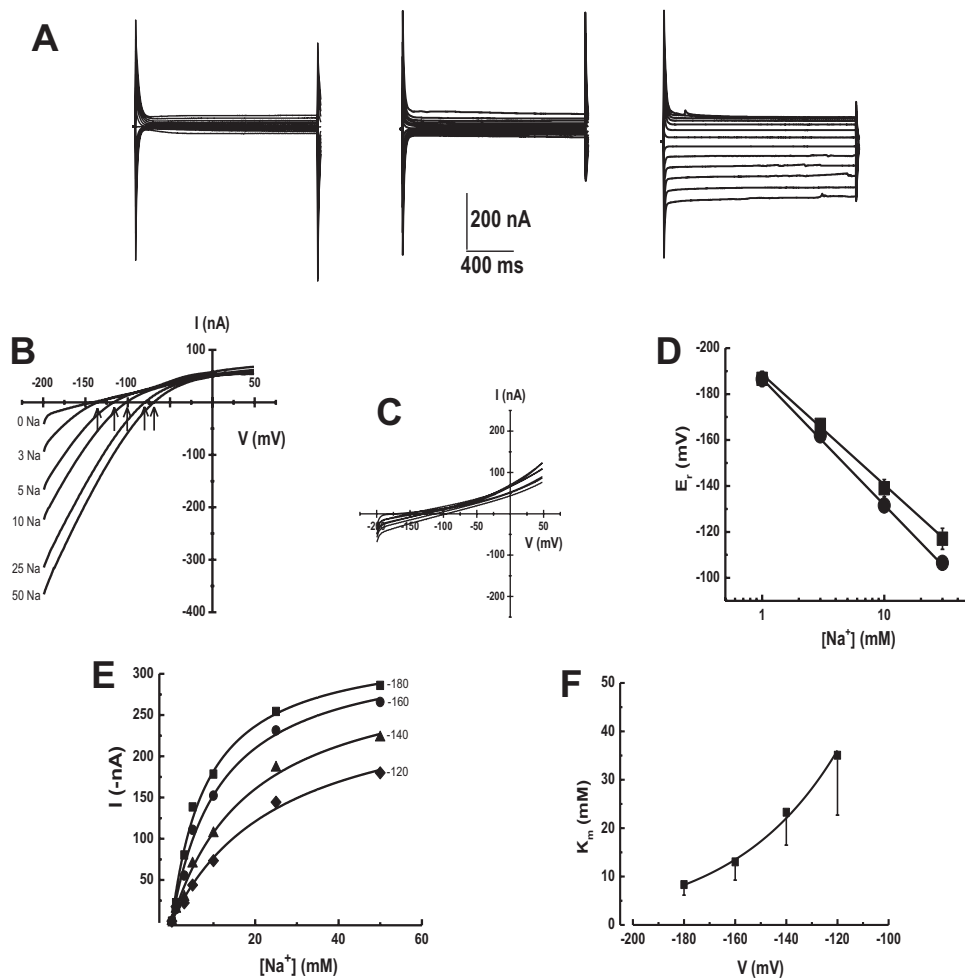 A
200 nA
400 ms
B
I (nA)
100
-200 -150 -100 -50 50
0 Na
V (mV)
3 Na
5 Na
-100
10 Na
-200
25 Na
-300
50 Na
-400
C
I (nA)
200
100
-200 -150 -100 -50 50
V (mV)
-100
-200
D
-200
-180
-160
-140
-120
-100
Er (mV)
1 10
[Na+] (mM)
E
300
250
200
150
100
50
I (-nA)
-180
-160
-140
-120
0 20 40 60
[Na+] (mM)
F
50
40
30
20
10
0
Km (mM)
-200 -180 -160 -140 -120 -100
V (mV)